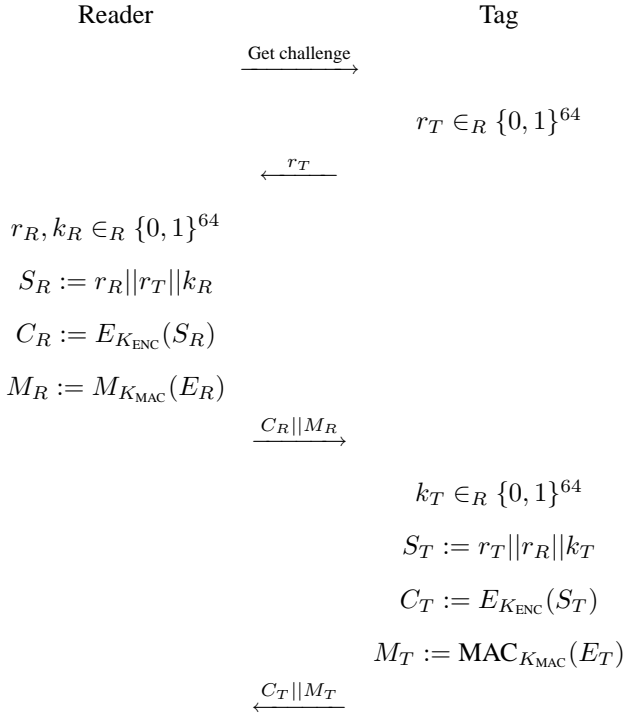 Reader Tag
Get challenge
r_T ∈_R {0, 1}^64
r_T
r_R, k_R ∈_R {0, 1}^64
S_R := r_R||r_T||k_R
C_R := E_{K_ENC}(S_R)
M_R := M_{K_MAC}(E_R)
C_R||M_R
k_T ∈_R {0, 1}^64
S_T := r_T||r_R||k_T
C_T := E_{K_ENC}(S_T)
M_T := MAC_{K_MAC}(E_T)
C_T||M_T